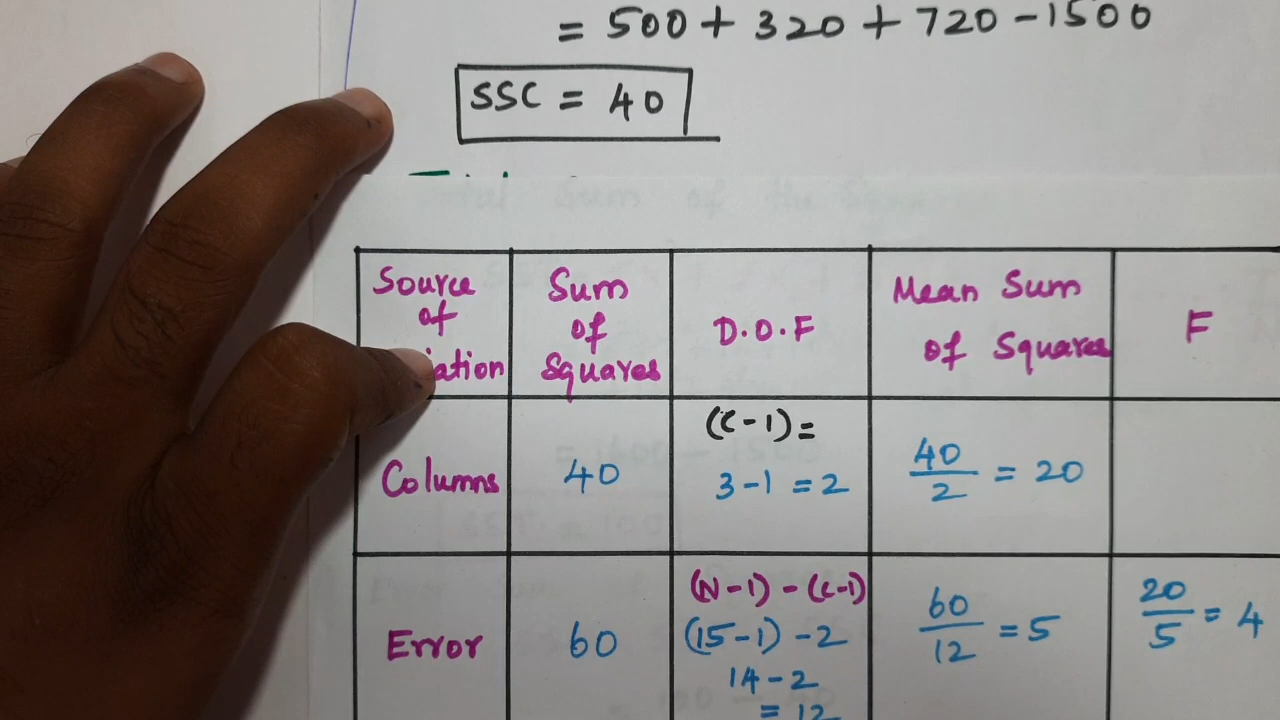 = 500 + 320 + 720 - 1500
SSC = 40
Source
of
iation
Sum
of
Squares
D.O.F
Mean Sum
of Squares
F
Columns
40
(C-1)=
3-1 = 2
40/2 = 20
Error
60
(N-1) - (C-1)
(15-1) - 2
14-2
= 12
60/12 = 5
20/5 = 4